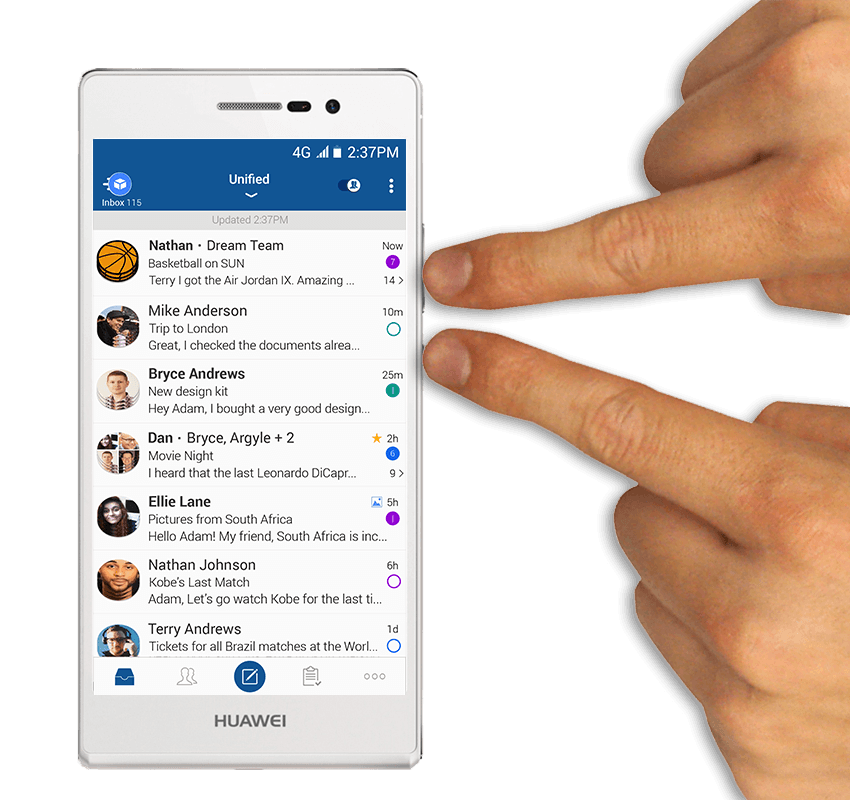 4G 2:37PM
Unified
Inbox 115
Updated 2:37PM
Nathan · Dream Team Now
Basketball on SUN 7
Terry I got the Air Jordan IX. Amazing ... 14 >
Mike Anderson 10m
Trip to London
Great, I checked the documents alrea...
Bryce Andrews 25m
New design kit
Hey Adam, I bought a very good design...
Dan · Bryce, Argyle + 2 2h
Movie Night 6
I heard that the last Leonardo DiCapr... 9 >
Ellie Lane 5h
Pictures from South Africa
Hello Adam! My friend, South Africa is inc...
Nathan Johnson 6h
Kobe's Last Match
Adam, Let's go watch Kobe for the last ti...
Terry Andrews 1d
Tickets for all Brazil matches at the Worl...
HUAWEI